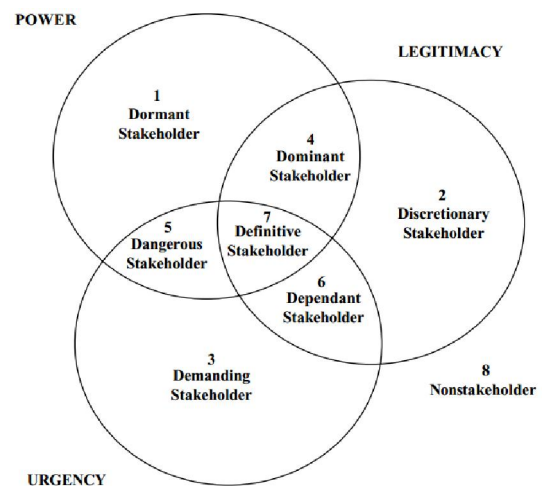 POWER
LEGITIMACY
1
Dormant
Stakeholder
4
Dominant
Stakeholder
2
Discretionary
Stakeholder
5
Dangerous
Stakeholder
7
Definitive
Stakeholder
6
Dependant
Stakeholder
3
Demanding
Stakeholder
8
Nonstakeholder
URGENCY